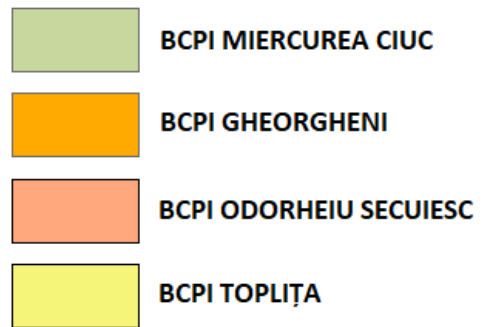 BCPI MIERCUREA CIUC
BCPI GHEORGHENI
BCPI ODORHEIU SECUIESC
BCPI TOPLIȚA